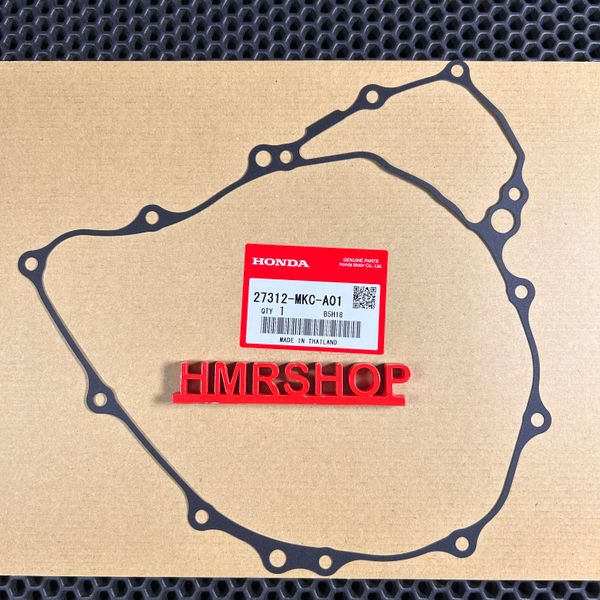 HONDA
GENUINE PARTS
Honda Motor Co., Ltd.
27312-MKC-A01
QTY 1 B5H18
MADE IN THAILAND
HMRSHOP